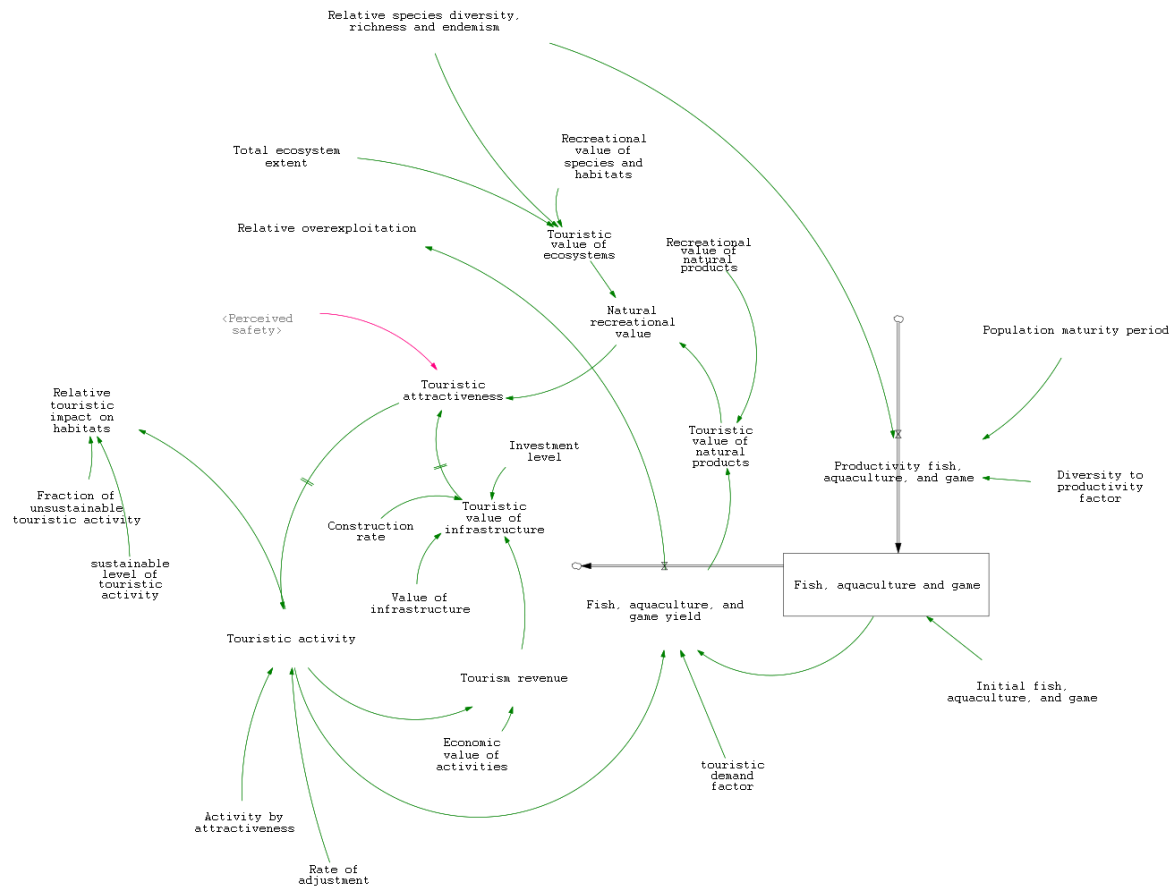 Relative species diversity,
richness and endemism
Total ecosystem
extent
Recreational
value of
species and
habitats
Relative overexploitation
Touristic
value of
ecosystems
Recreational
value of
natural
products
<Perceived
safety>
Natural
recreational
value
Population maturity period
Touristic
attractiveness
Relative
touristic
impact on
habitats
Investment
level
Touristic
value of
natural
products
Productivity fish,
aquaculture, and game
Diversity to
productivity
factor
Fraction of
unsustainable
touristic activity
Construction
rate
Touristic
value of
infrastructure
sustainable
level of
touristic
activity
Value of
infrastructure
Fish, aquaculture, and
game yield
Fish, aquaculture and game
Touristic activity
Tourism revenue
Initial fish,
aquaculture, and game
Economic
value of
activities
touristic
demand
factor
Activity by
attractiveness
Rate of
adjustment